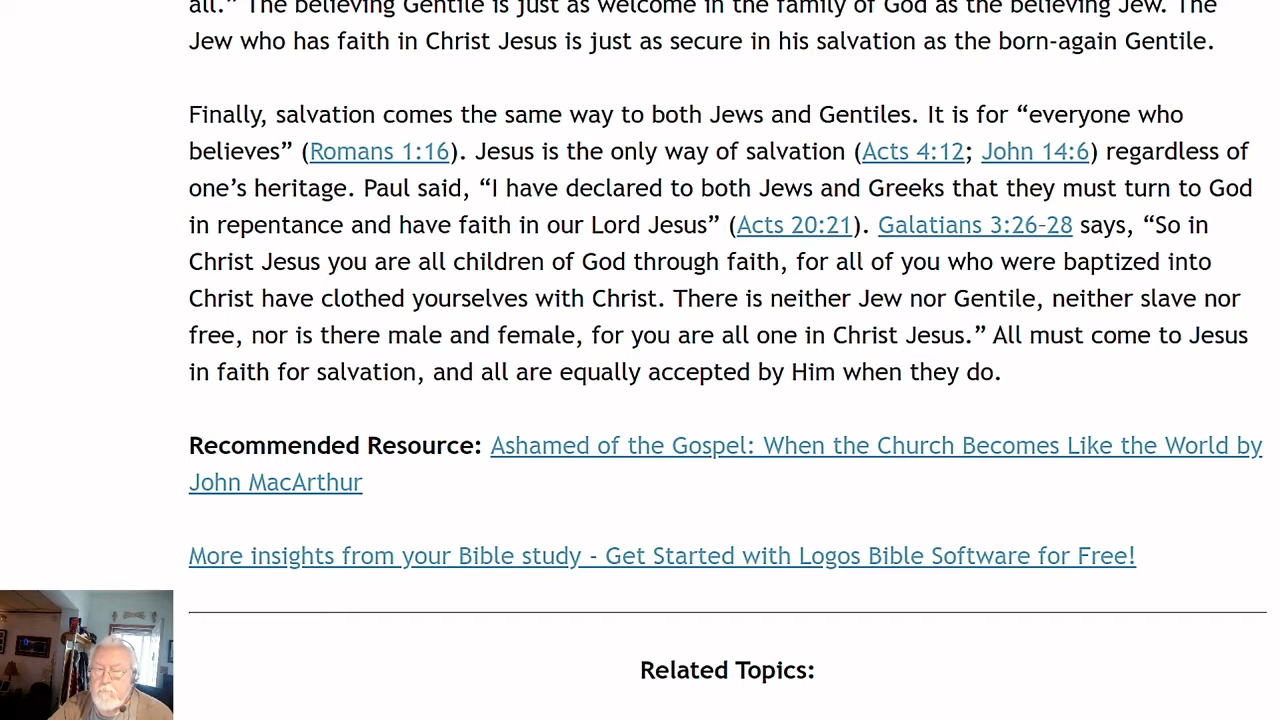 all.” The believing Gentile is just as welcome in the family of God as the believing Jew. The
Jew who has faith in Christ Jesus is just as secure in his salvation as the born-again Gentile.
Finally, salvation comes the same way to both Jews and Gentiles. It is for “everyone who
believes” (Romans 1:16). Jesus is the only way of salvation (Acts 4:12; John 14:6) regardless of
one’s heritage. Paul said, “I have declared to both Jews and Greeks that they must turn to God
in repentance and have faith in our Lord Jesus” (Acts 20:21). Galatians 3:26–28 says, “So in
Christ Jesus you are all children of God through faith, for all of you who were baptized into
Christ have clothed yourselves with Christ. There is neither Jew nor Gentile, neither slave nor
free, nor is there male and female, for you are all one in Christ Jesus.” All must come to Jesus
in faith for salvation, and all are equally accepted by Him when they do.
Recommended Resource: Ashamed of the Gospel: When the Church Becomes Like the World by
John MacArthur
More insights from your Bible study - Get Started with Logos Bible Software for Free!
Related Topics: